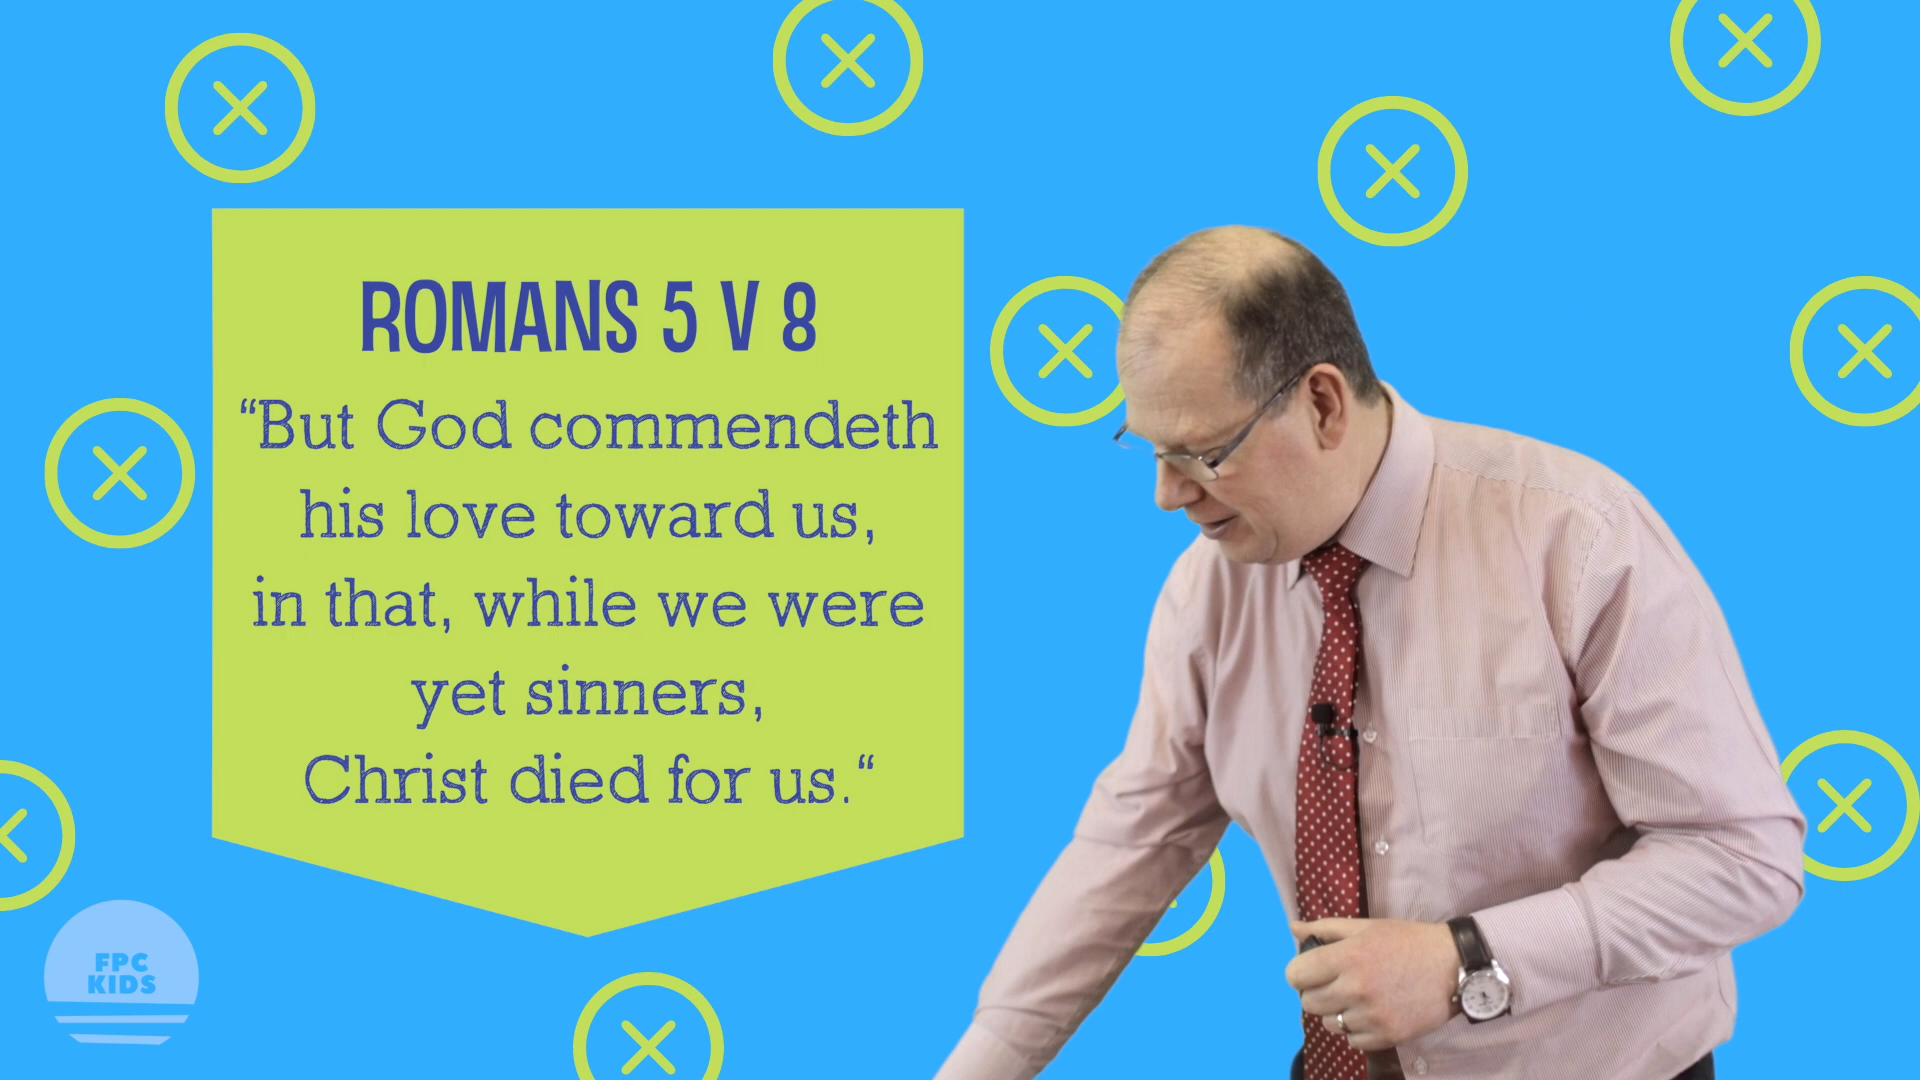 ROMANS 5 V 8
“But God commendeth
his love toward us,
in that, while we were
yet sinners,
Christ died for us.“
FPC
KIDS